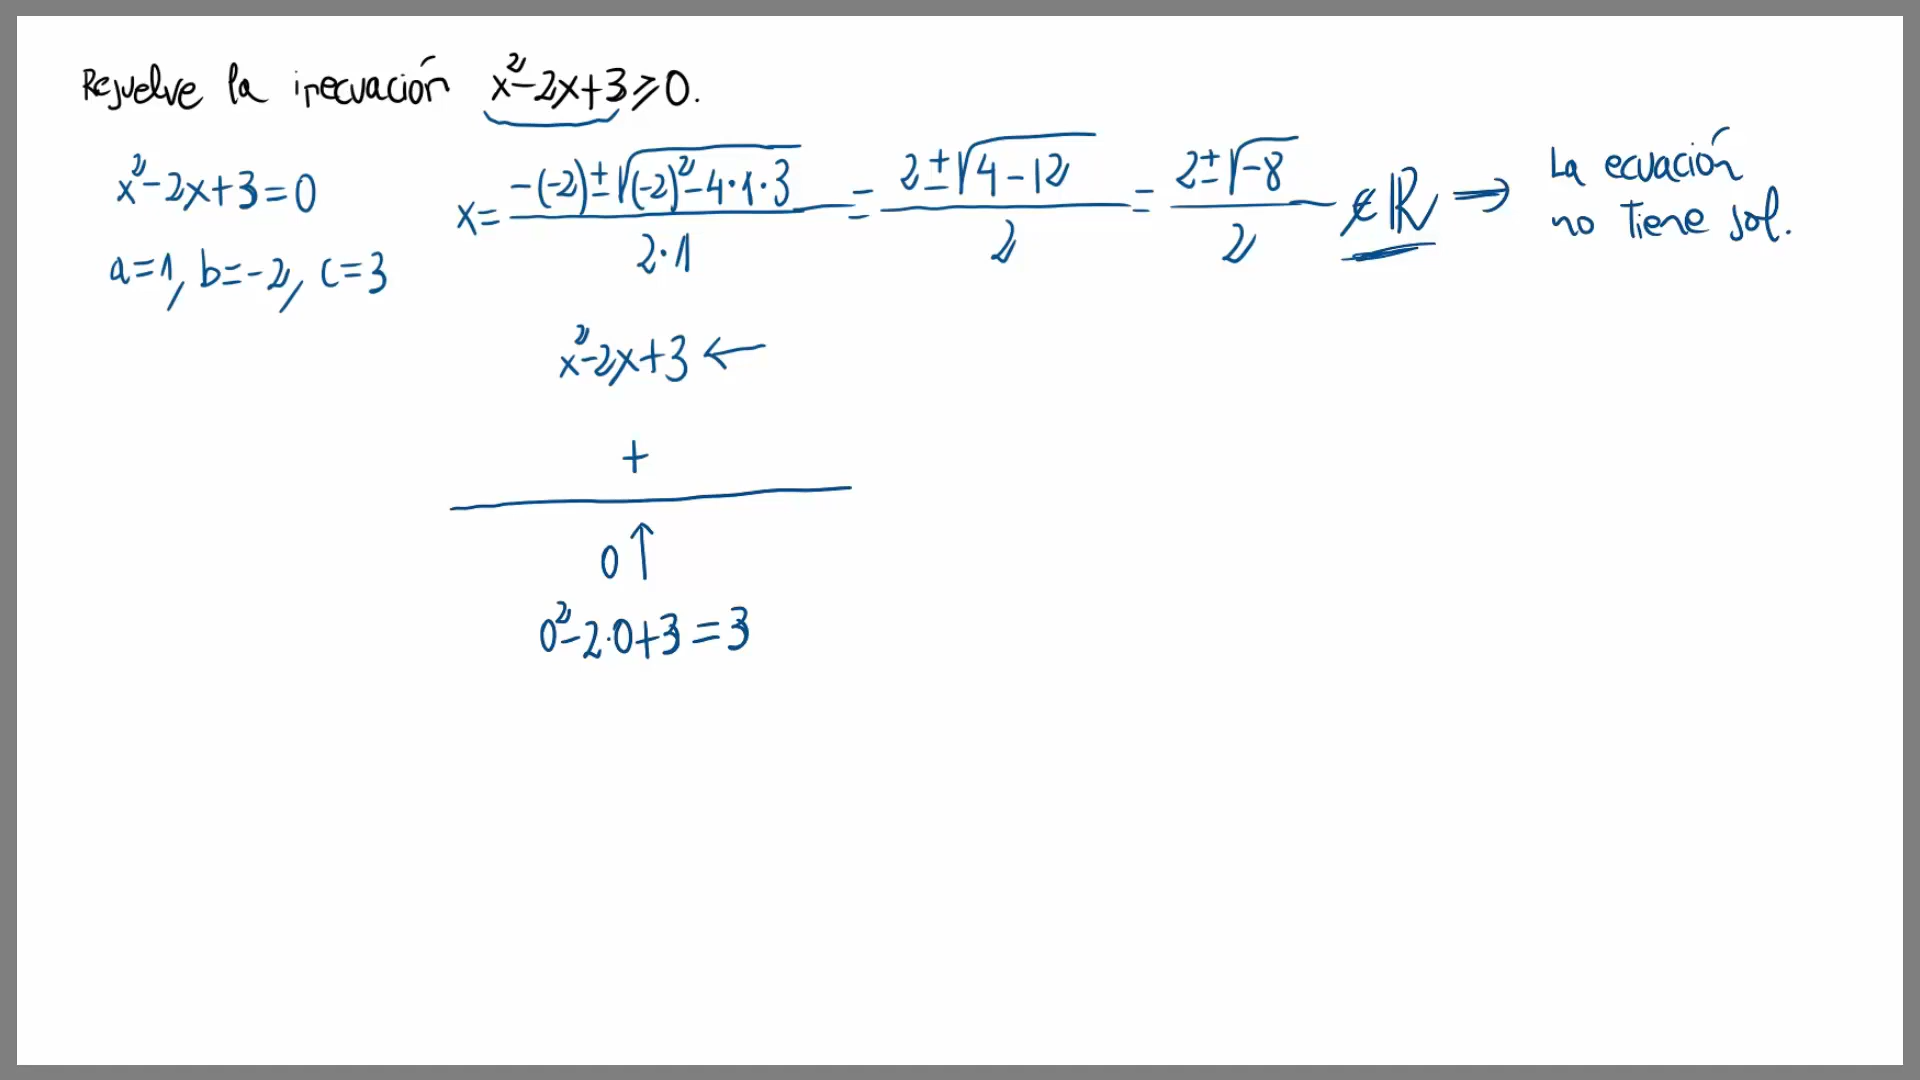 Resuelve la inecuación x²-2x+3⩾0.
x²-2x+3=0
a=1, b=-2, c=3
x= -(-2)±√(-2)²-4·1·3 / 2·1 = 2±√4-12 / 2 = 2±√-8 / 2 ∉ℝ ⇒ La ecuación
no tiene sol.
x²-2x+3 ←
+
0 ↑
0²-2·0+3=3